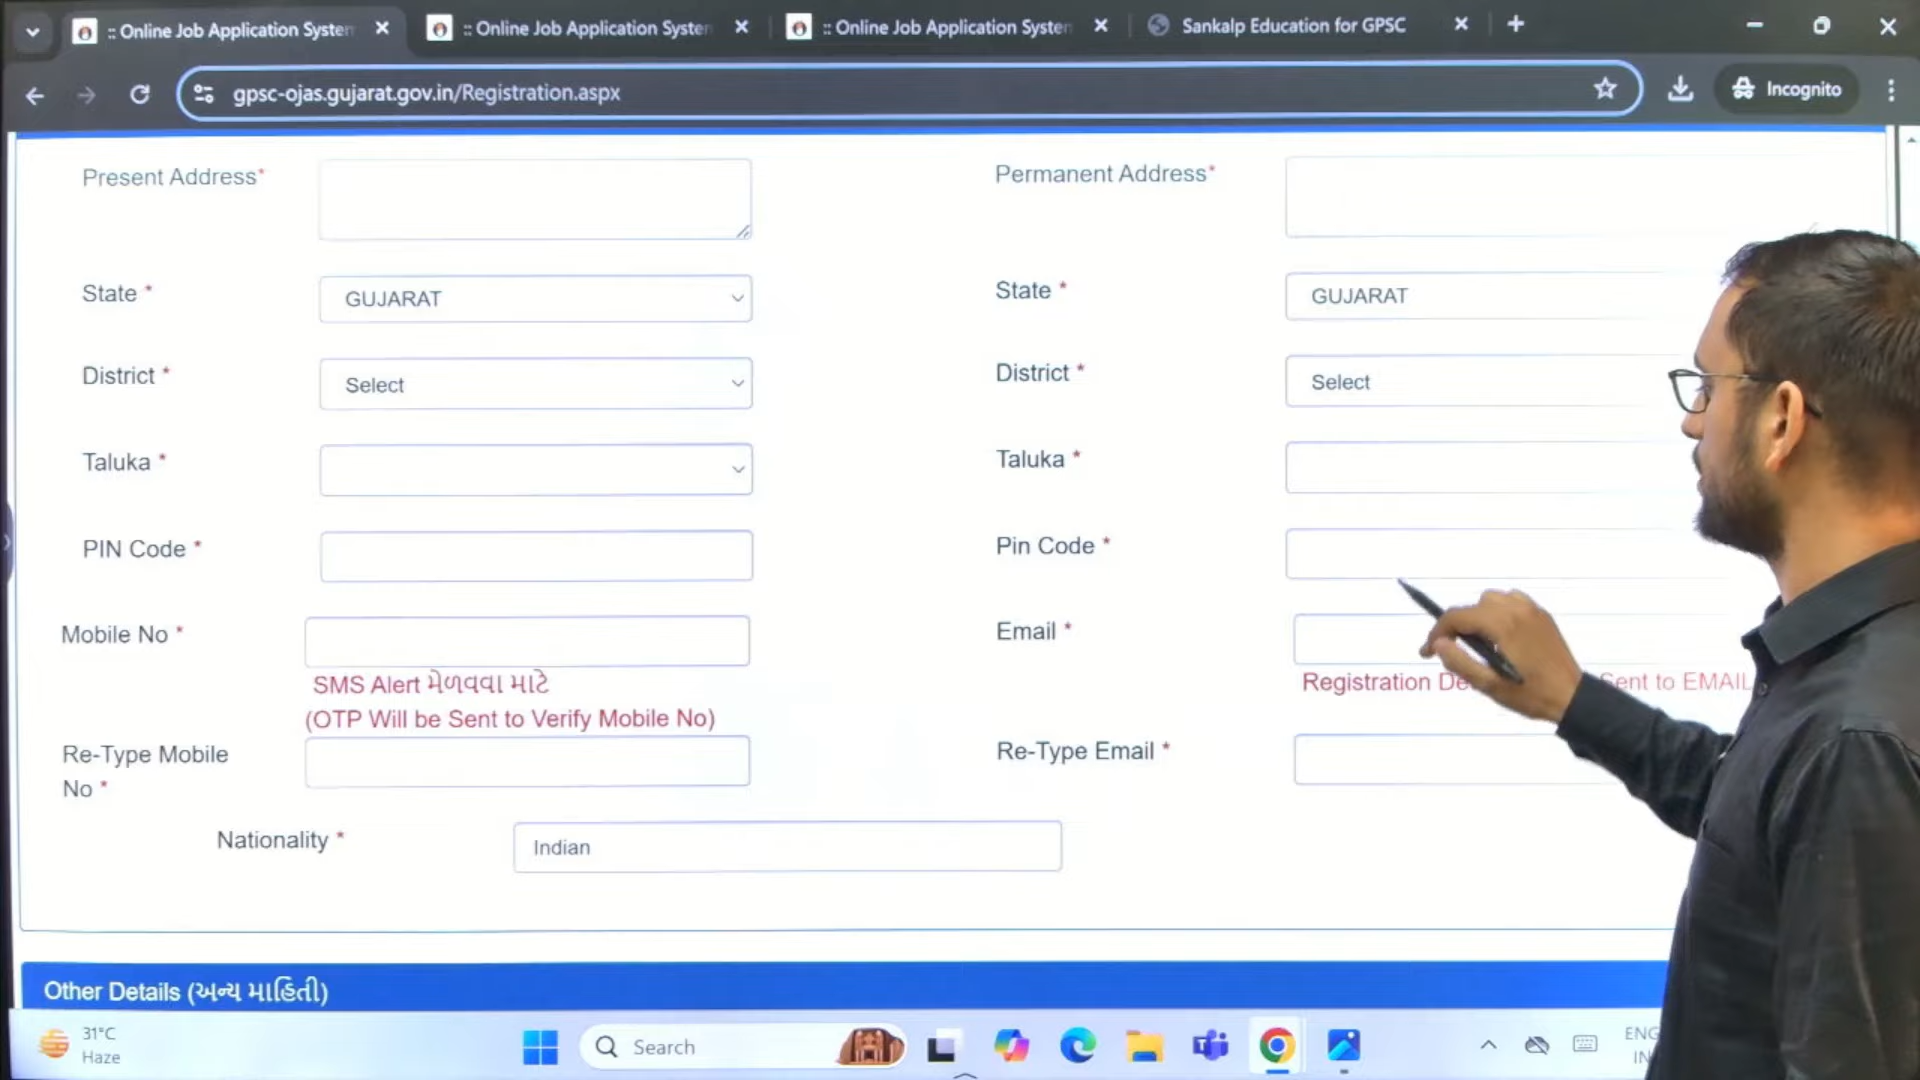 :: Online Job Application System
:: Online Job Application System
:: Online Job Application System
Sankalp Education for GPSC
gpsc-ojas.gujarat.gov.in/Registration.aspx
Incognito
Present Address*
Permanent Address*
State *
GUJARAT
State *
GUJARAT
District *
Select
District *
Select
Taluka *
Taluka *
PIN Code *
Pin Code *
Mobile No *
Email *
SMS Alert મેળવવા માટે
(OTP Will be Sent to Verify Mobile No)
Registration Sent to EMAIL
Re-Type Mobile
No *
Re-Type Email *
Nationality *
Indian
Other Details (અન્ય માહિતી)
31°C
Haze
Search
ENG
IN